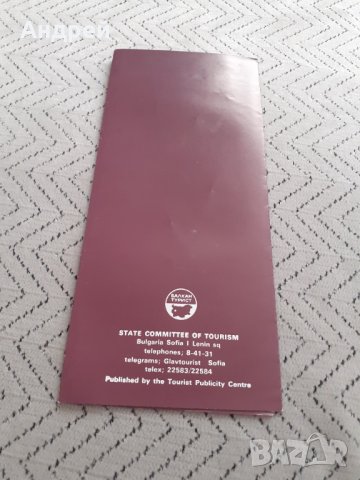 Андрей
БАЛКАН
ТУРИСТ
STATE COMMITTEE OF TOURISM
Bulgaria Sofia I Lenin sq
telephones; 8-41-31
telegrams; Glavtourist Sofia
telex; 22583/22584
Published by the Tourist Publicity Centre
BAZAR